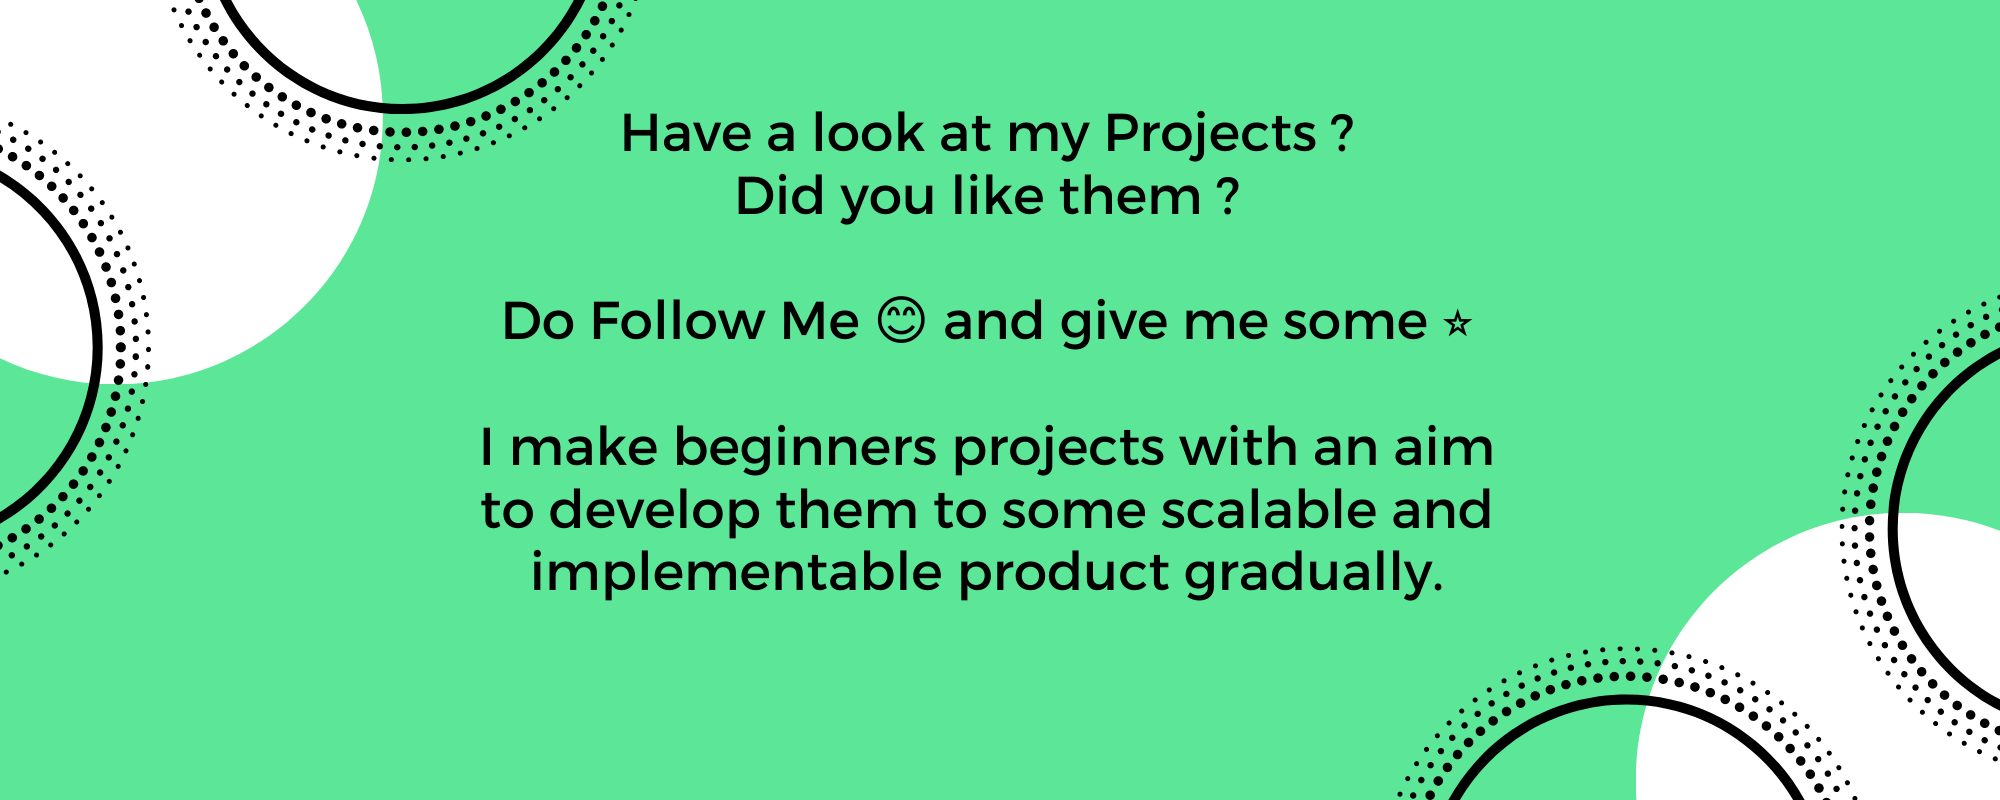 Have a look at my Projects ?
Did you like them ?
Do Follow Me 😊 and give me some ⭐
I make beginners projects with an aim
to develop them to some scalable and
implementable product gradually.